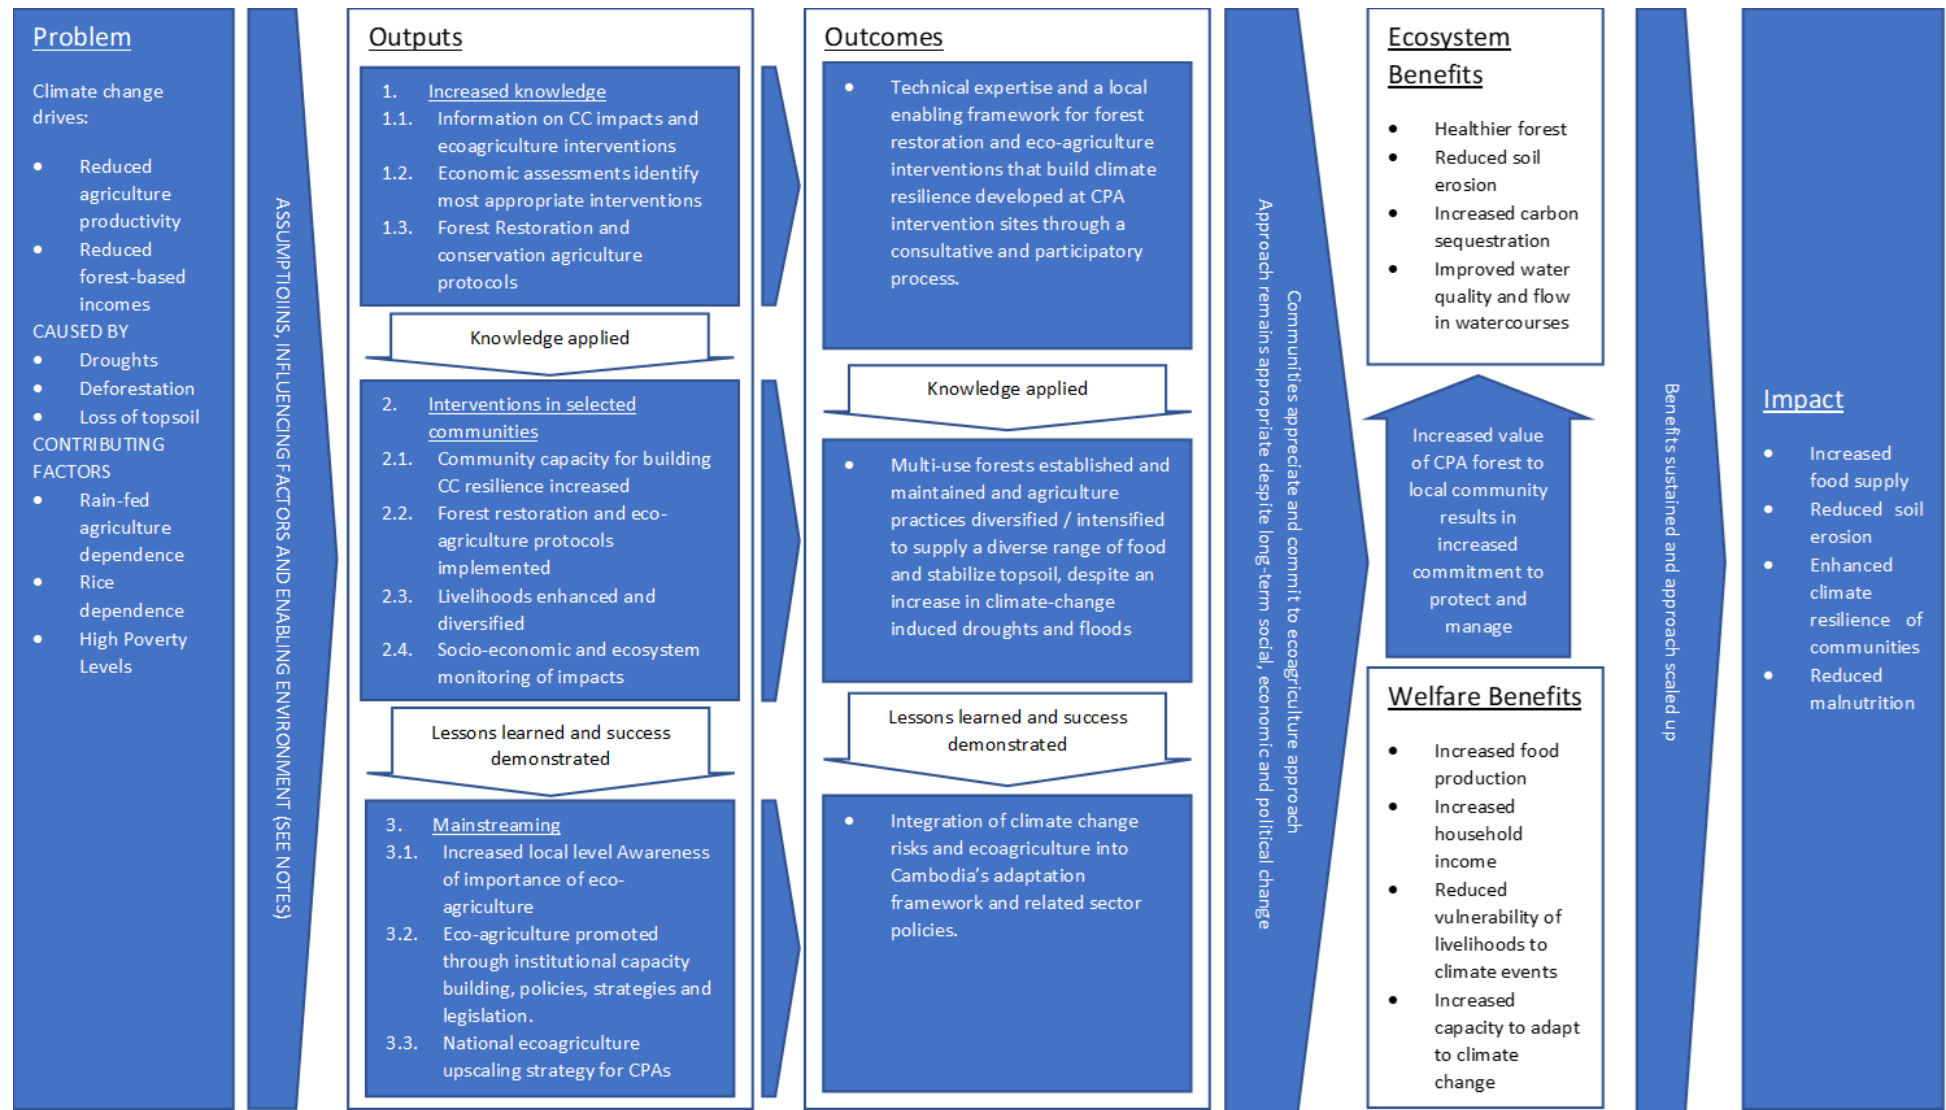 Problem
Climate change
drives:
• Reduced
agriculture
productivity
• Reduced
forest-based
incomes
CAUSED BY
• Droughts
• Deforestation
• Loss of topsoil
CONTRIBUTING
FACTORS
• Rain-fed
agriculture
dependence
• Rice
dependence
• High Poverty
Levels
ASSUMPTIOIINS, INFLUENCING FACTORS AND ENABLING ENVIRONMENT (SEE NOTES)
Outputs
1. Increased knowledge
1.1. Information on CC impacts and
ecoagriculture interventions
1.2. Economic assessments identify
most appropriate interventions
1.3. Forest Restoration and
conservation agriculture
protocols
Knowledge applied
2. Interventions in selected
communities
2.1. Community capacity for building
CC resilience increased
2.2. Forest restoration and eco-
agriculture protocols
implemented
2.3. Livelihoods enhanced and
diversified
2.4. Socio-economic and ecosystem
monitoring of impacts
Lessons learned and success
demonstrated
3. Mainstreaming
3.1. Increased local level Awareness
of importance of eco-
agriculture
3.2. Eco-agriculture promoted
through institutional capacity
building, policies, strategies and
legislation.
3.3. National ecoagriculture
upscaling strategy for CPAs
Outcomes
• Technical expertise and a local
enabling framework for forest
restoration and eco-agriculture
interventions that build climate
resilience developed at CPA
intervention sites through a
consultative and participatory
process.
Knowledge applied
• Multi-use forests established and
maintained and agriculture
practices diversified / intensified
to supply a diverse range of food
and stabilize topsoil, despite an
increase in climate-change
induced droughts and floods
Lessons learned and success
demonstrated
• Integration of climate change
risks and ecoagriculture into
Cambodia’s adaptation
framework and related sector
policies.
Communities appreciate and commit to ecoagriculture approach
Approach remains appropriate despite long-term social, economic and political change
Ecosystem
Benefits
• Healthier forest
• Reduced soil
erosion
• Increased carbon
sequestration
• Improved water
quality and flow
in watercourses
Increased value
of CPA forest to
local community
results in
increased
commitment to
protect and
manage
Welfare Benefits
• Increased food
production
• Increased
household
income
• Reduced
vulnerability of
livelihoods to
climate events
• Increased
capacity to adapt
to climate
change
Benefits sustained and approach scaled up
Impact
• Increased
food supply
• Reduced soil
erosion
• Enhanced
climate
resilience of
communities
• Reduced
malnutrition